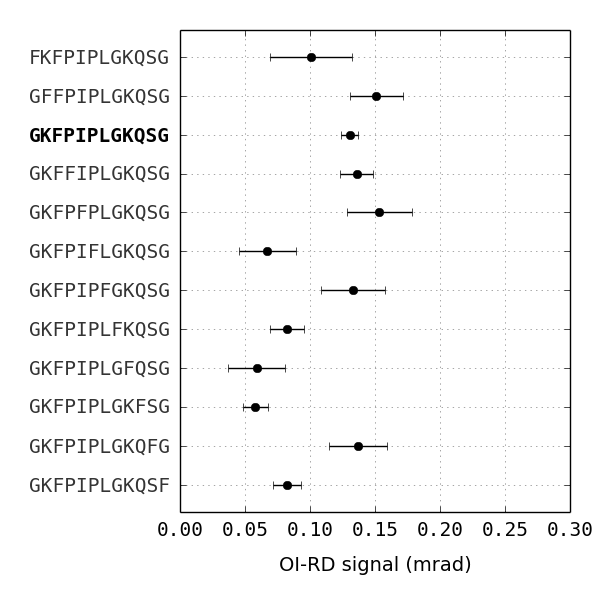 FKFPIPLGKQSG
GFFPIPLGKQSG
GKFPIPLGKQSG
GKFFIPLGKQSG
GKFPFPLGKQSG
GKFPIFLGKQSG
GKFPIPFGKQSG
GKFPIPLFKQSG
GKFPIPLGFQSG
GKFPIPLGKFSG
GKFPIPLGKQFG
GKFPIPLGKQSF
0.00 0.05 0.10 0.15 0.20 0.25 0.30
OI-RD signal (mrad)